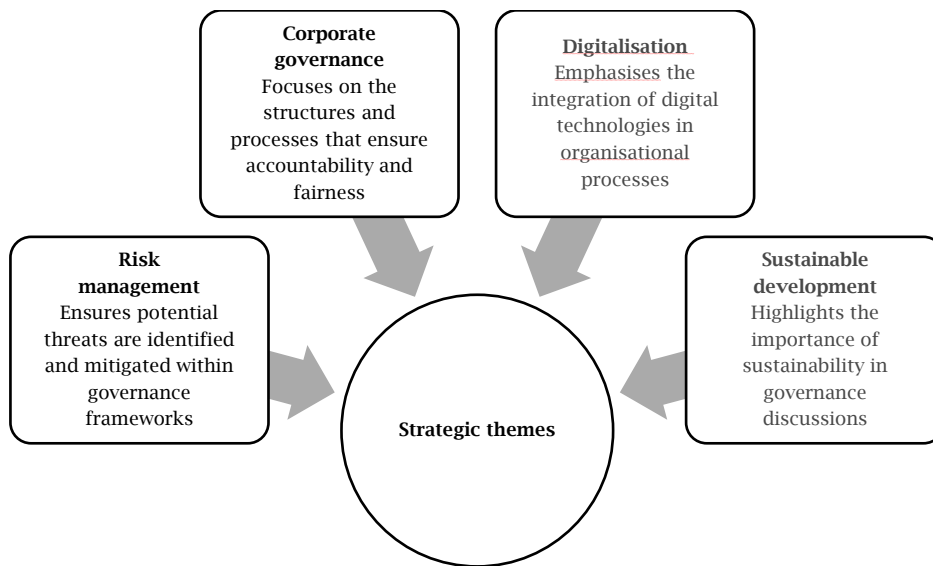 Corporate
governance
Focuses on the
structures and
processes that ensure
accountability and
fairness
Digitalisation
Emphasises the
integration of digital
technologies in
organisational
processes
Risk
management
Ensures potential
threats are identified
and mitigated within
governance
frameworks
Sustainable
development
Highlights the
importance of
sustainability in
governance
discussions
Strategic themes